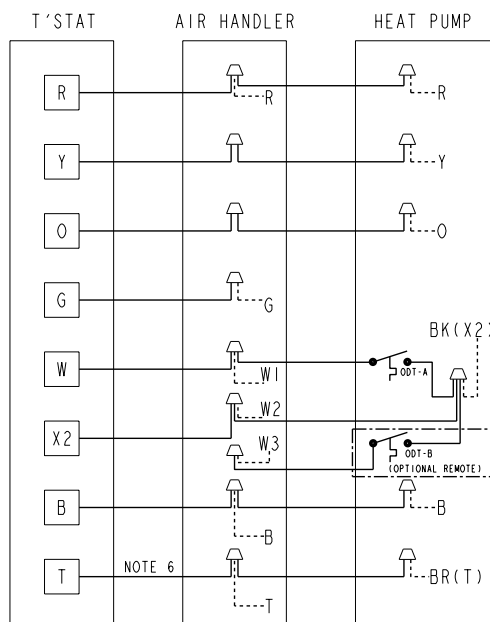 T'STAT AIR HANDLER HEAT PUMP
R R R
Y Y
O O
G G
BK(X2)
W W1 ODT-A
W2
X2 W3 ODT-B
(OPTIONAL REMOTE)
B B
B
NOTE 6
T BR(T)
T